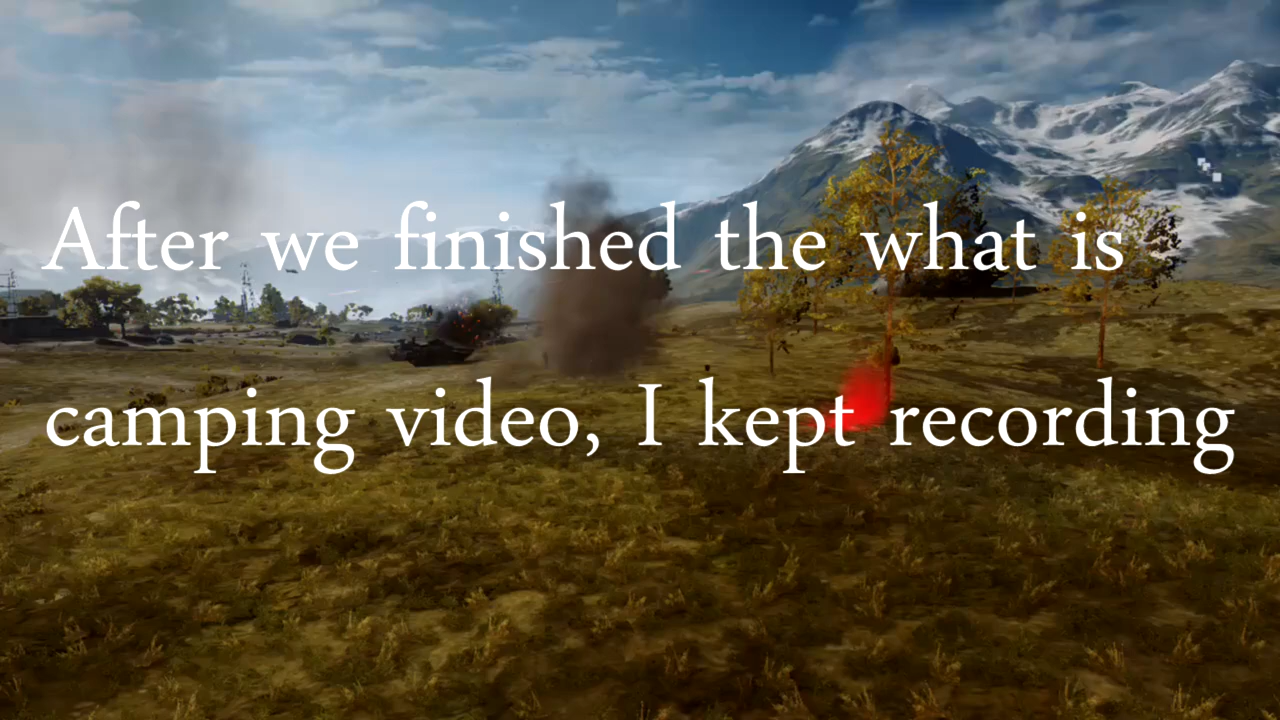 After we finished the what is
camping video, I kept recording